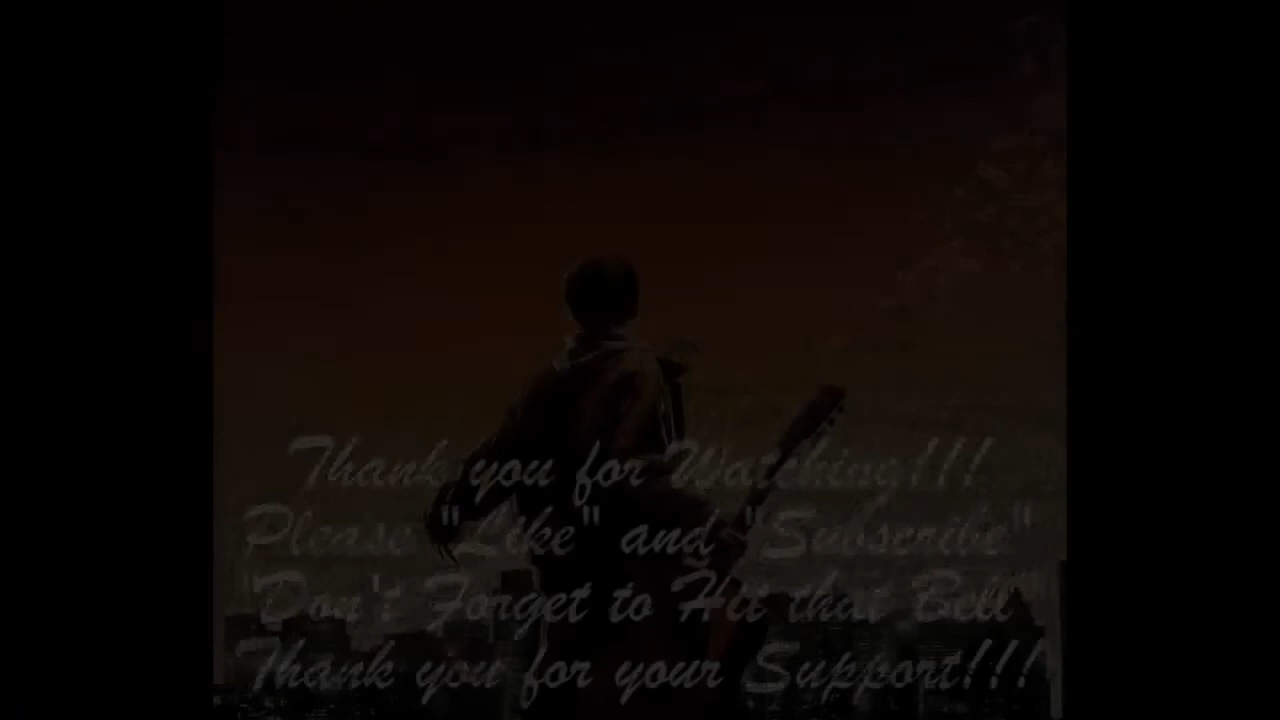 Thank you for Watching!!!
Please "Like" and "Subscribe"
"Don't Forget to Hit that Bell"
Thank you for your Support!!!